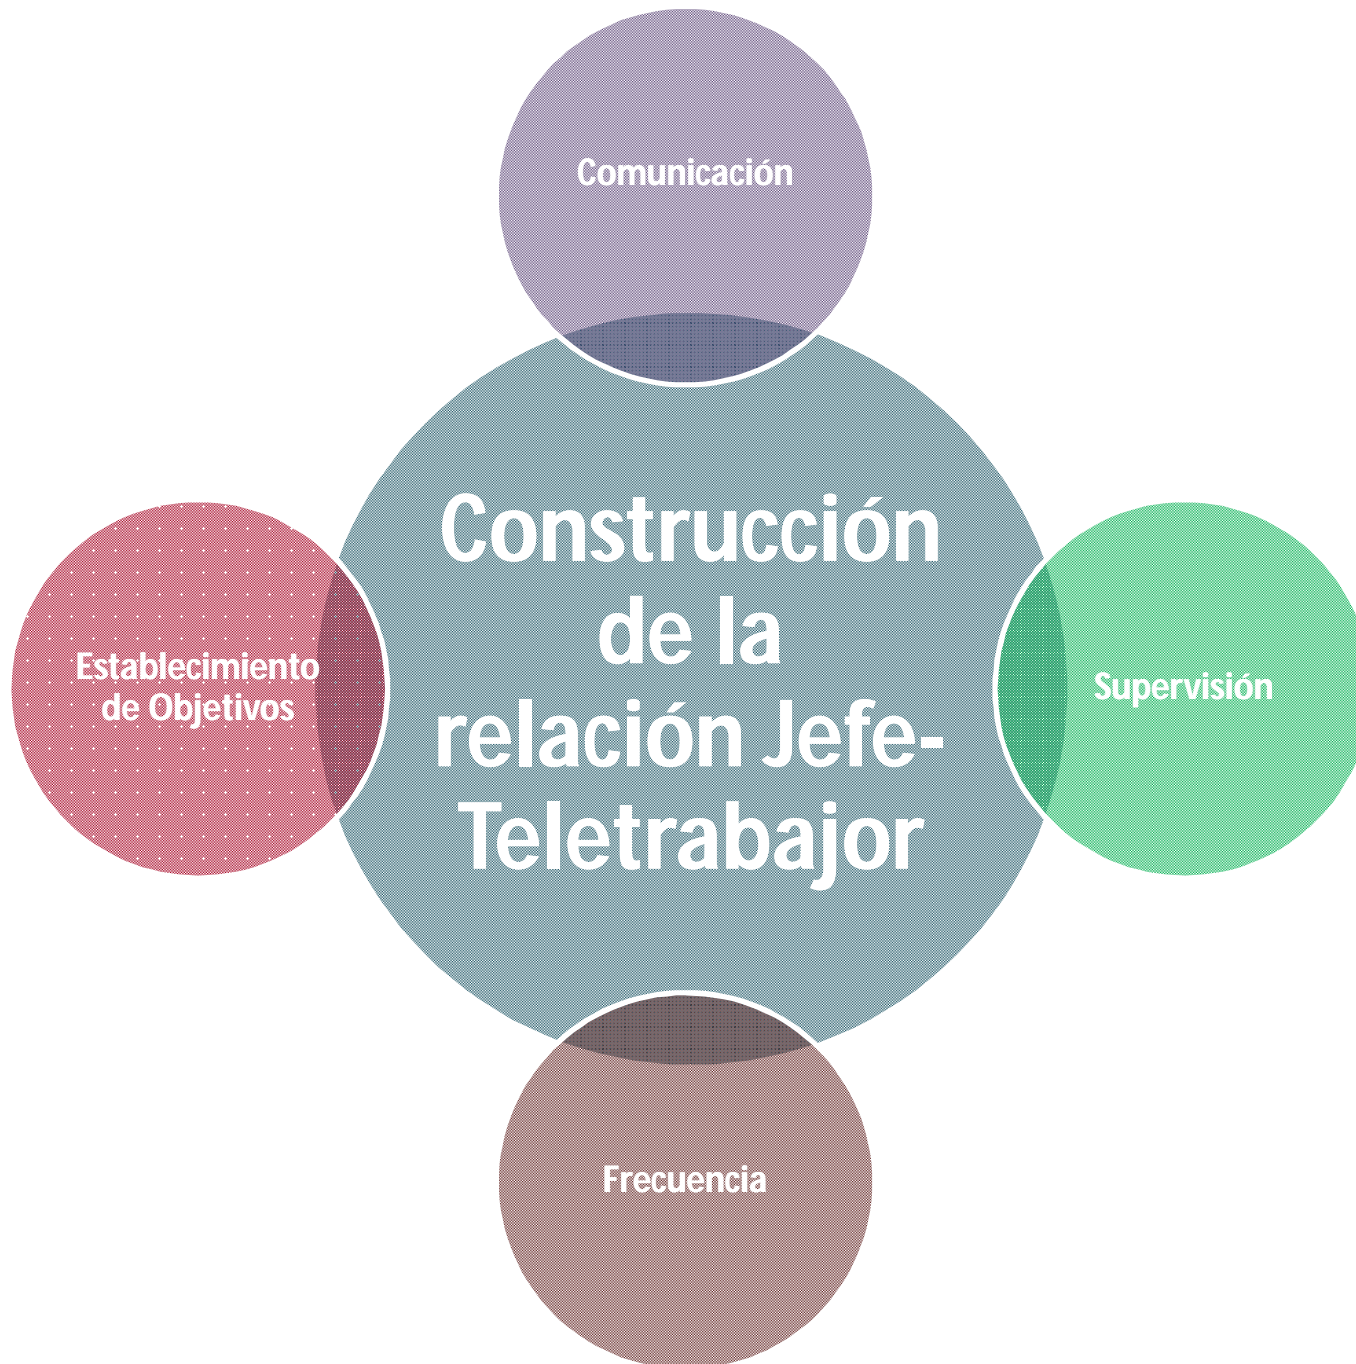 Comunicación
Construcción
de la
relación Jefe-
Teletrabajor
Establecimiento
de Objetivos
Supervisión
Frecuencia